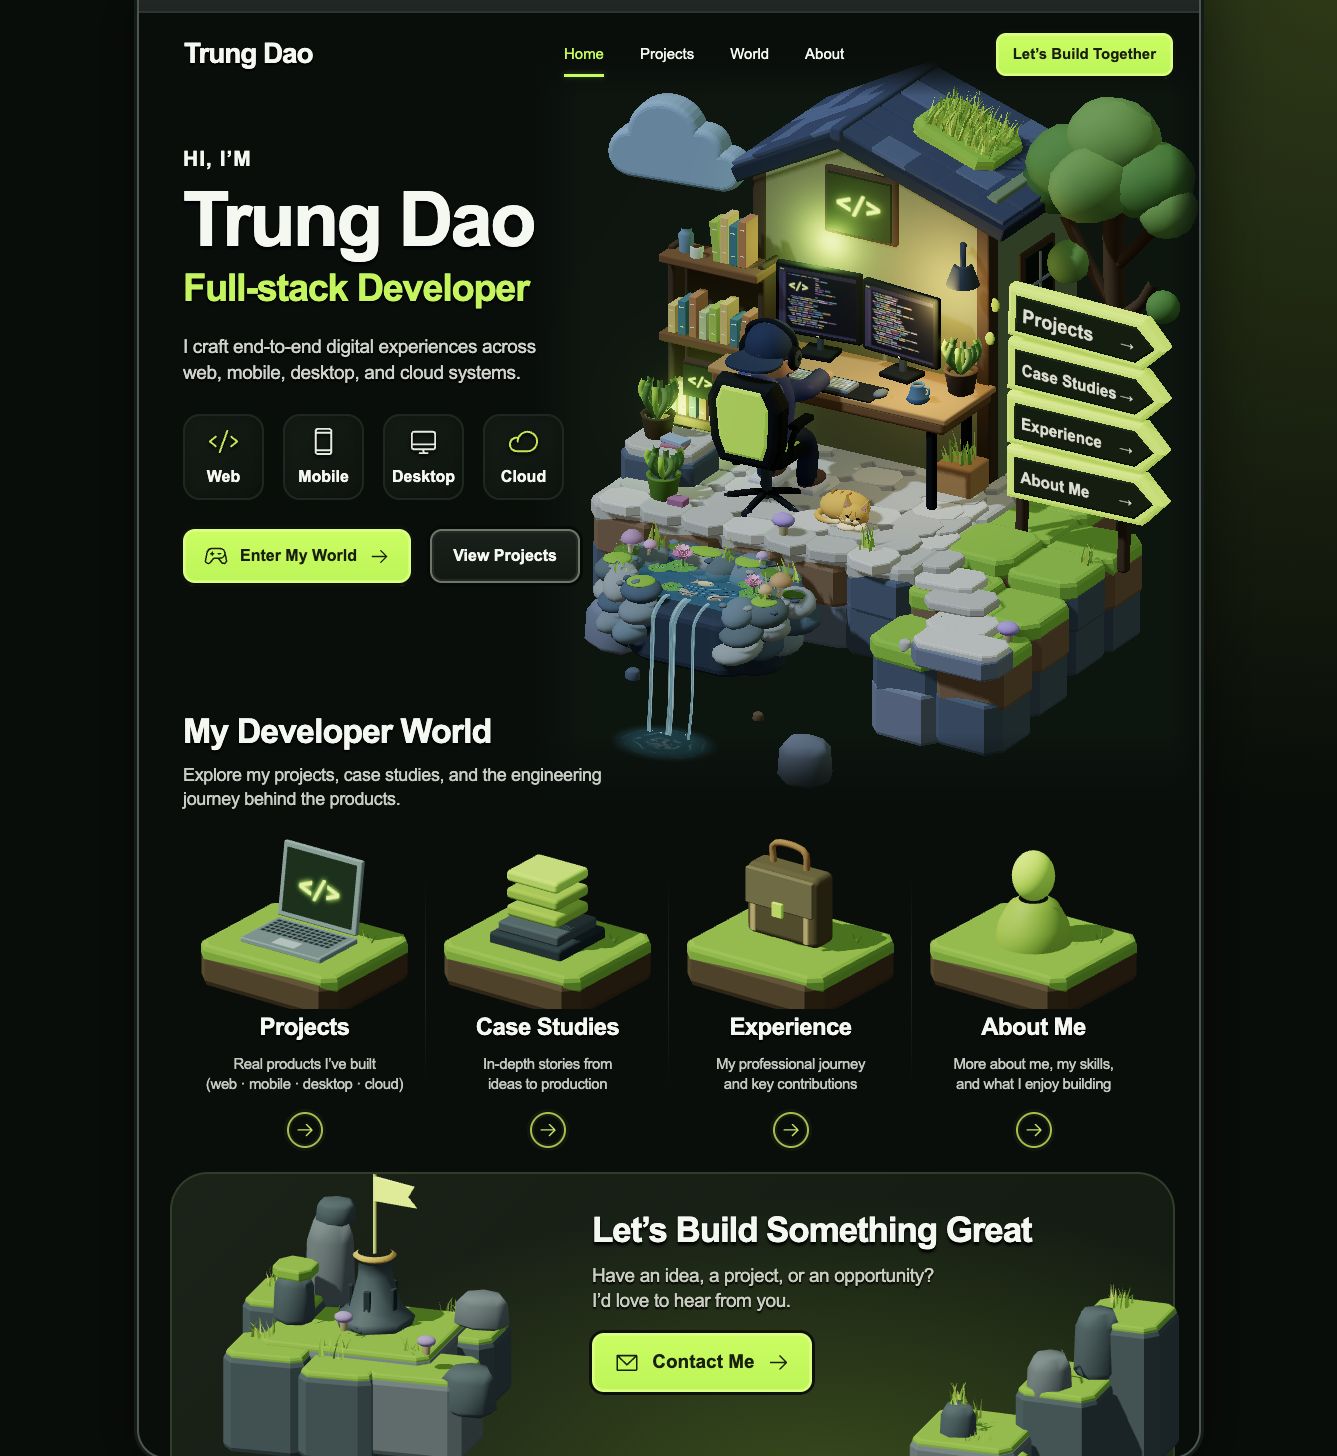 Trung Dao
Home
Projects
World
About
Let’s Build Together
HI, I’M
Trung Dao
Full-stack Developer
I craft end-to-end digital experiences across
web, mobile, desktop, and cloud systems.
</>
Web
Mobile
Desktop
Cloud
Enter My World →
View Projects
</>
</>
</>
Projects →
Case Studies →
Experience →
About Me →
My Developer World
Explore my projects, case studies, and the engineering
journey behind the products.
</>
Projects
Real products I’ve built
(web · mobile · desktop · cloud)
→
Case Studies
In-depth stories from
ideas to production
→
Experience
My professional journey
and key contributions
→
About Me
More about me, my skills,
and what I enjoy building
→
Let’s Build Something Great
Have an idea, a project, or an opportunity?
I’d love to hear from you.
Contact Me →